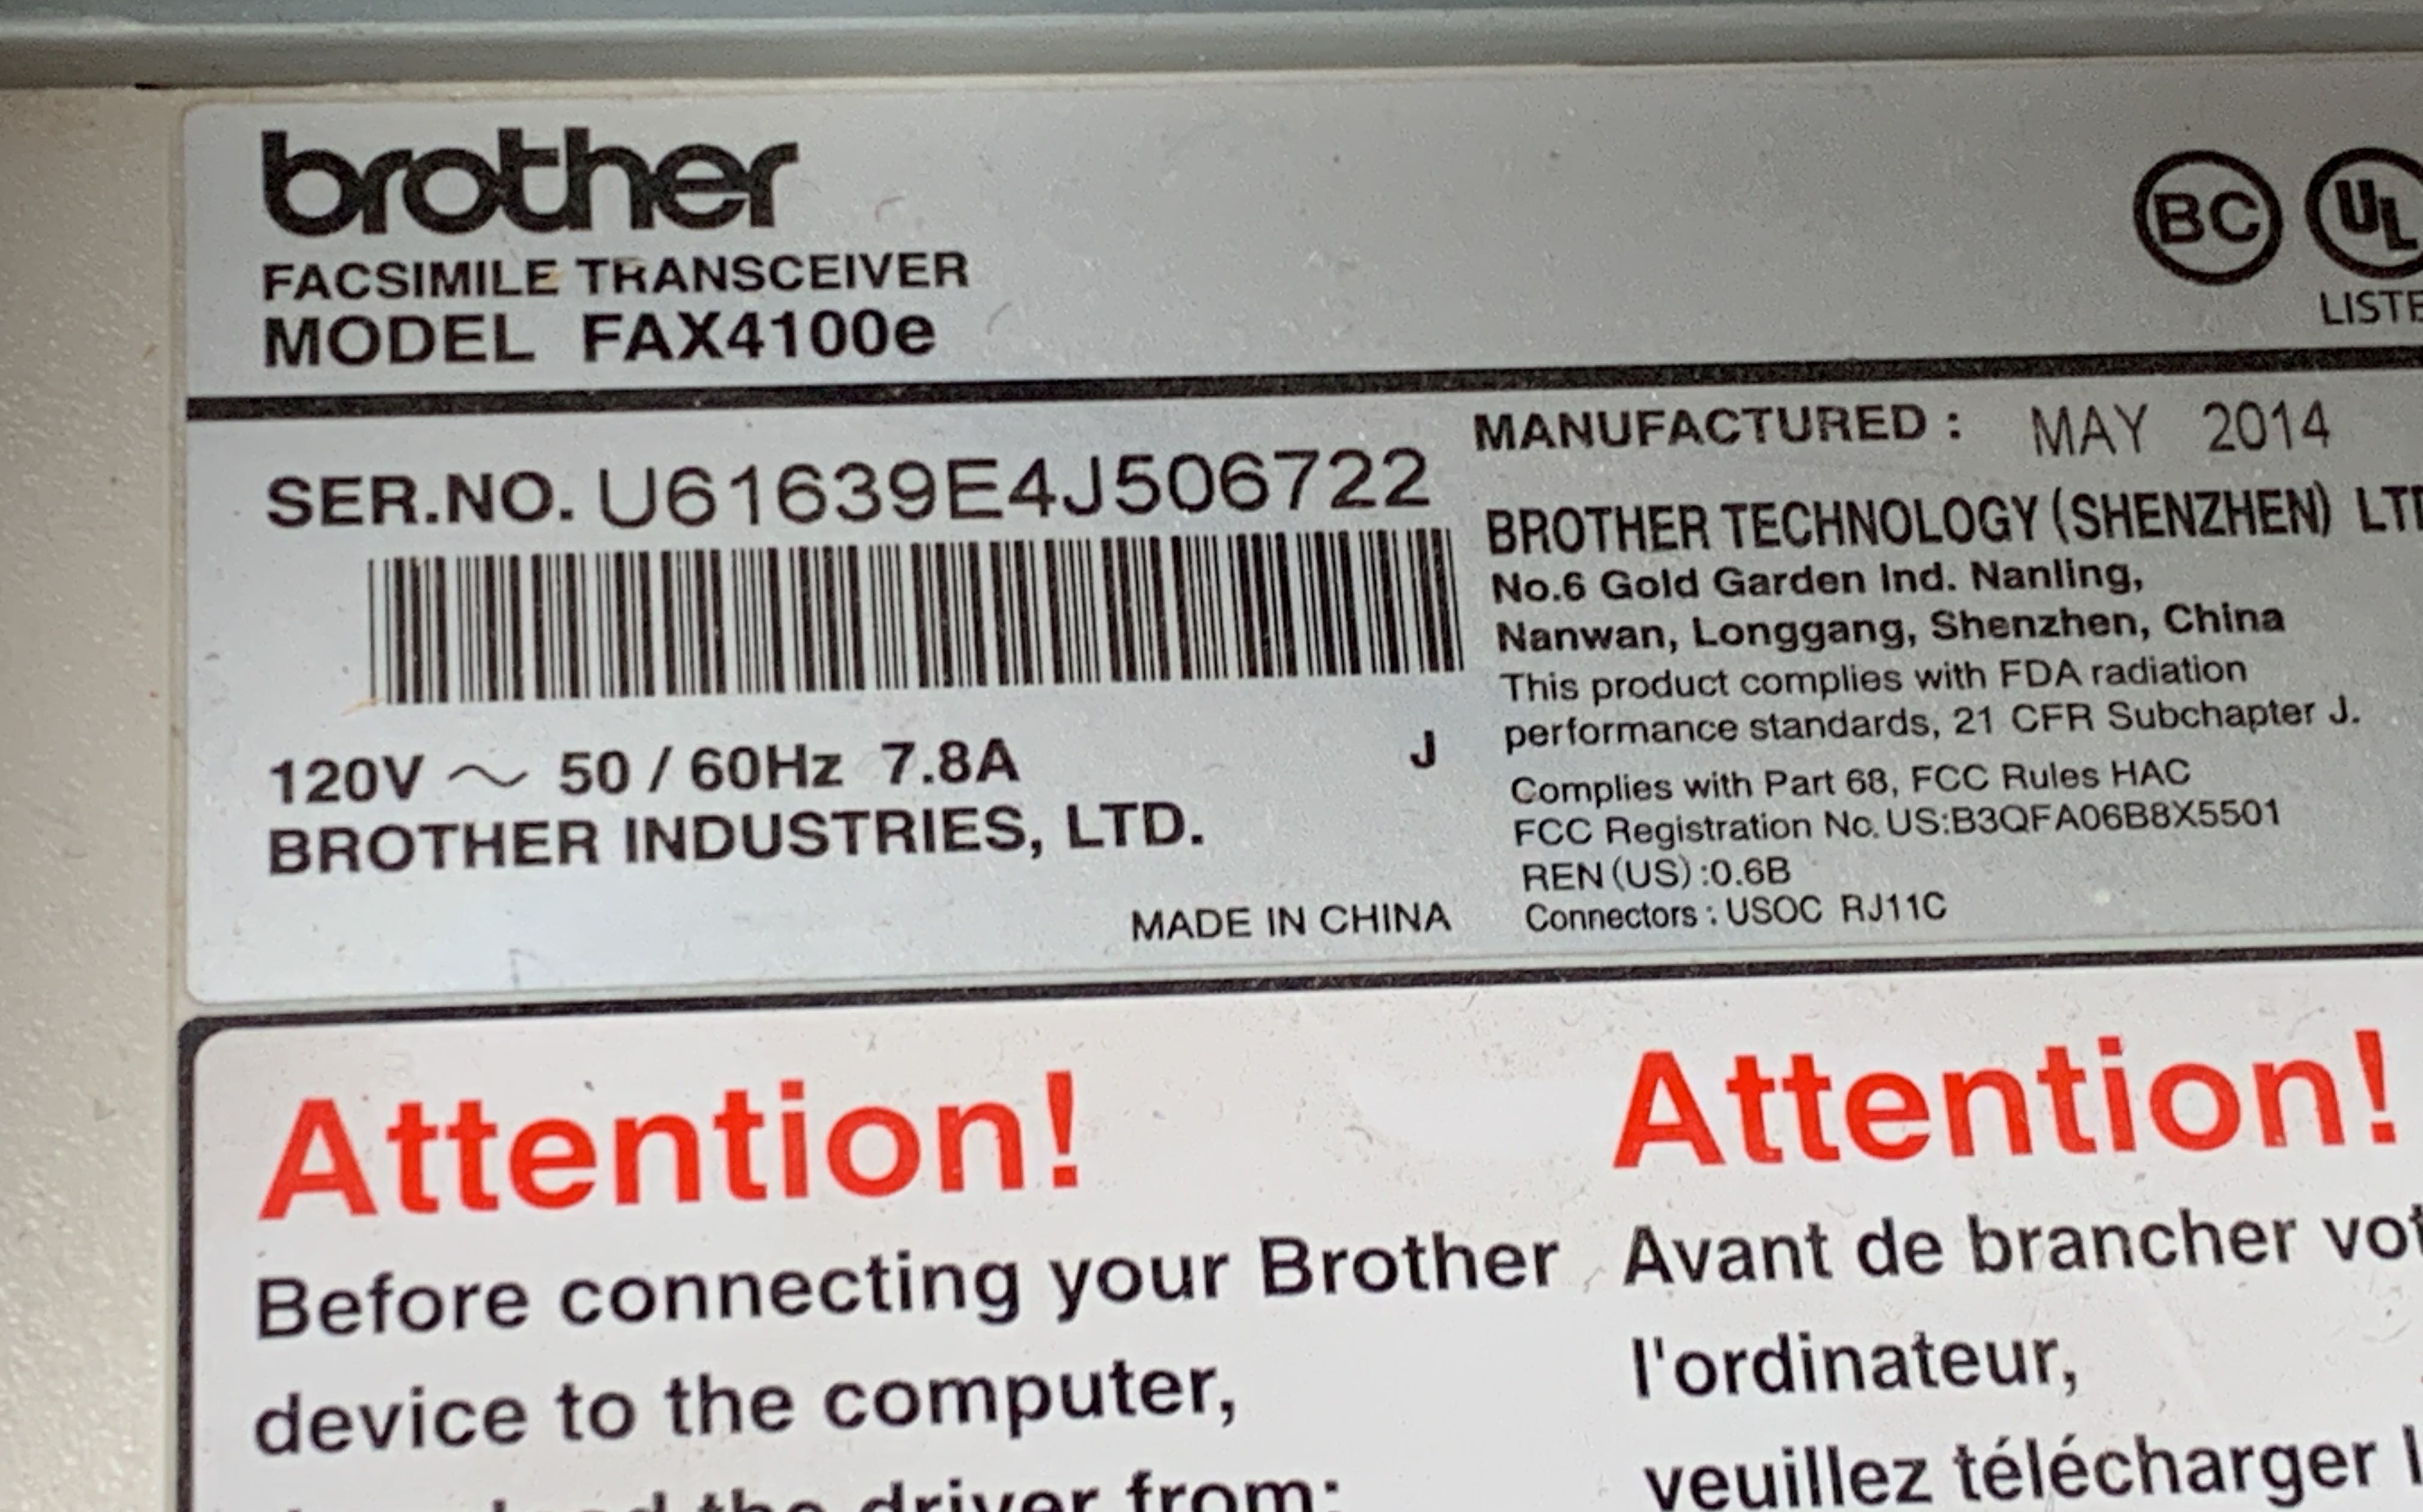 brother
FACSIMILE TRANSCEIVER
MODEL FAX4100e
BC
UL
SER.NO. U61639E4J506722
120V ~ 50 / 60Hz 7.8A
J
BROTHER INDUSTRIES, LTD.
MADE IN CHINA
MANUFACTURED : MAY 2014
BROTHER TECHNOLOGY (SHENZHEN)
No.6 Gold Garden Ind. Nanling,
Nanwan, Longgang, Shenzhen, China
This product complies with FDA radiation
performance standards, 21 CFR Subchapter J.
Complies with Part 68, FCC Rules HAC
FCC Registration No. US:B3QFA06B8X5501
REN (US) :0.6B
Connectors : USOC RJ11C
Attention!
Before connecting your Brother
device to the computer,
the driver from:
Attention!
Avant de brancher
l'ordinateur,
veuillez télécharger